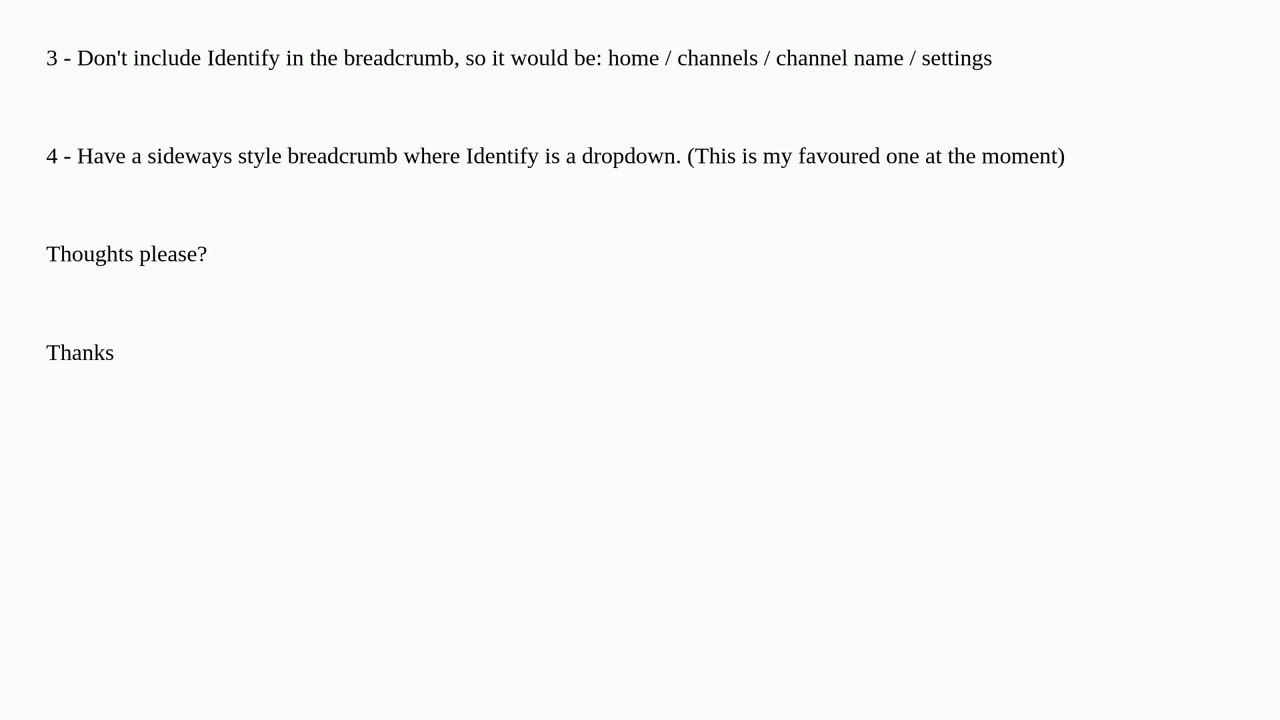 3 - Don't include Identify in the breadcrumb, so it would be: home / channels / channel name / settings
4 - Have a sideways style breadcrumb where Identify is a dropdown. (This is my favoured one at the moment)
Thoughts please?
Thanks